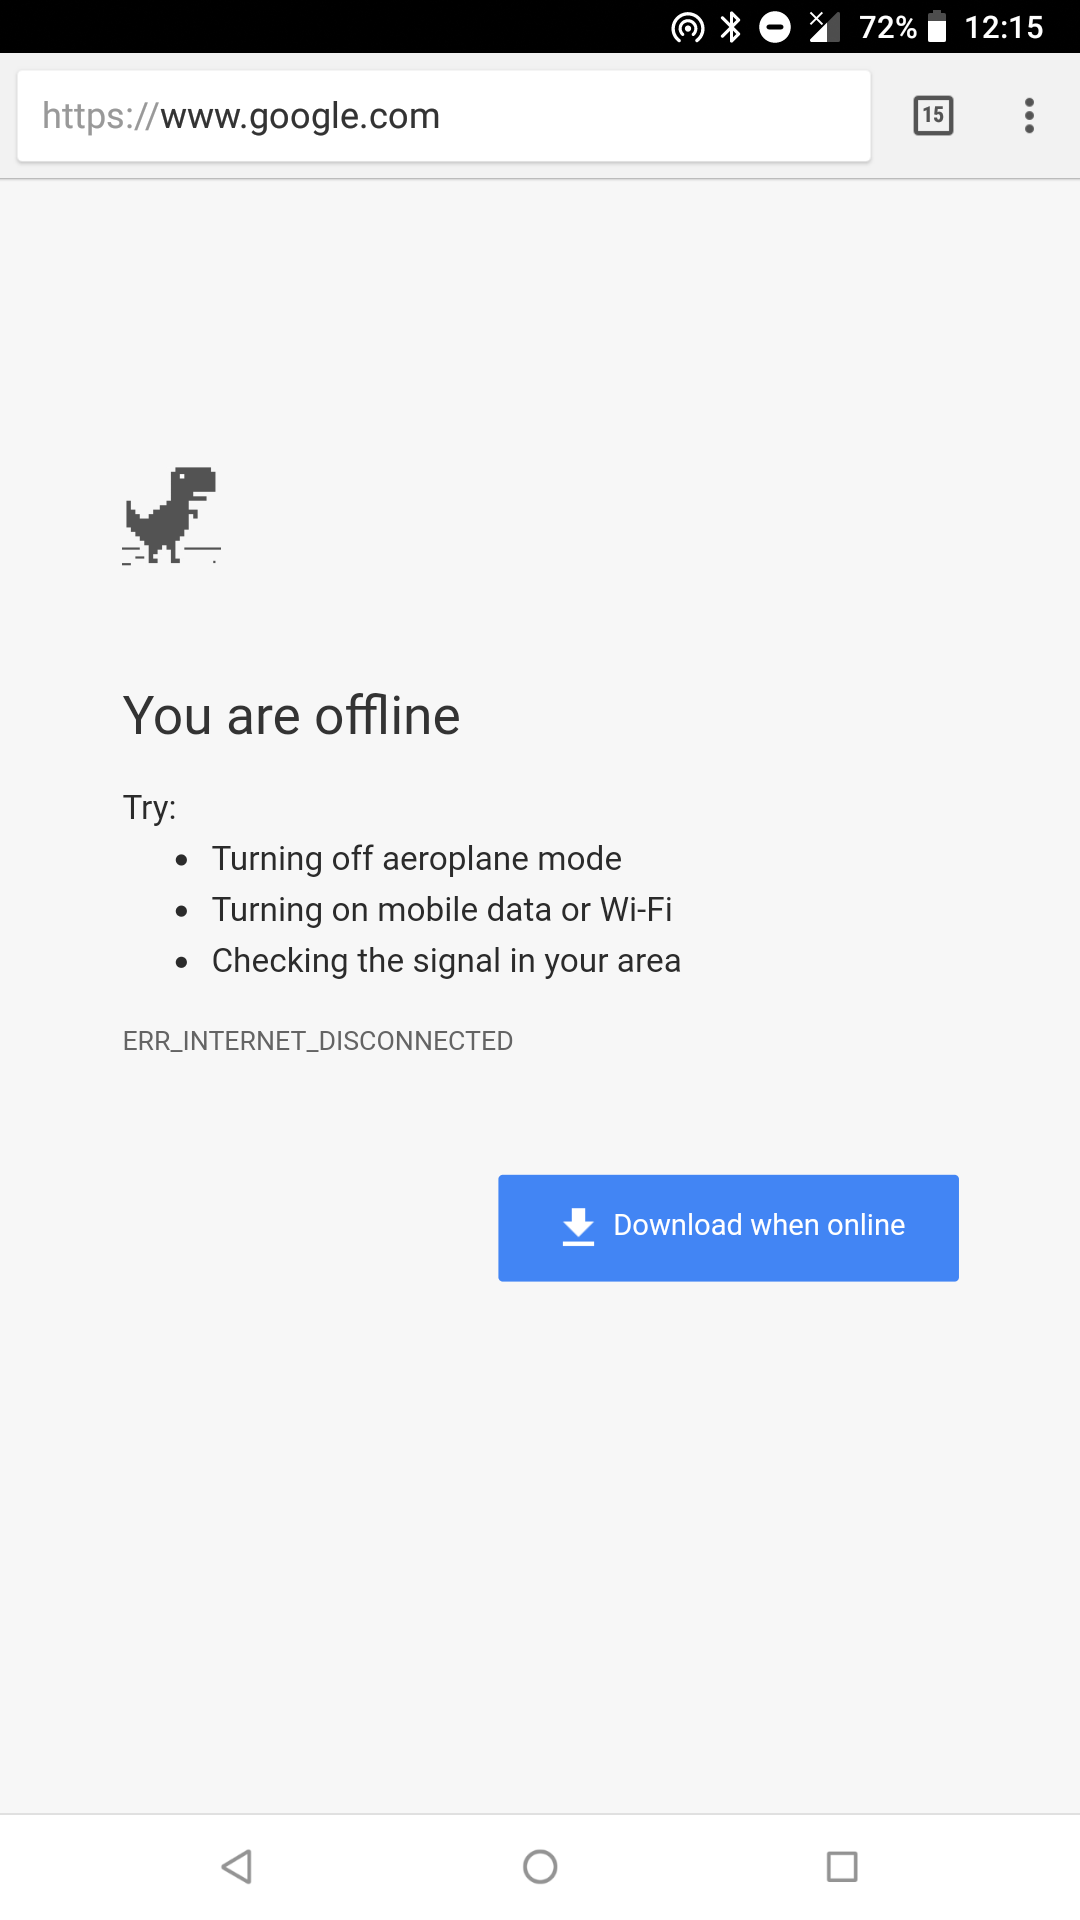 72% 12:15
https://www.google.com 15
You are offline
Try:
• Turning off aeroplane mode
• Turning on mobile data or Wi-Fi
• Checking the signal in your area
ERR_INTERNET_DISCONNECTED
Download when online